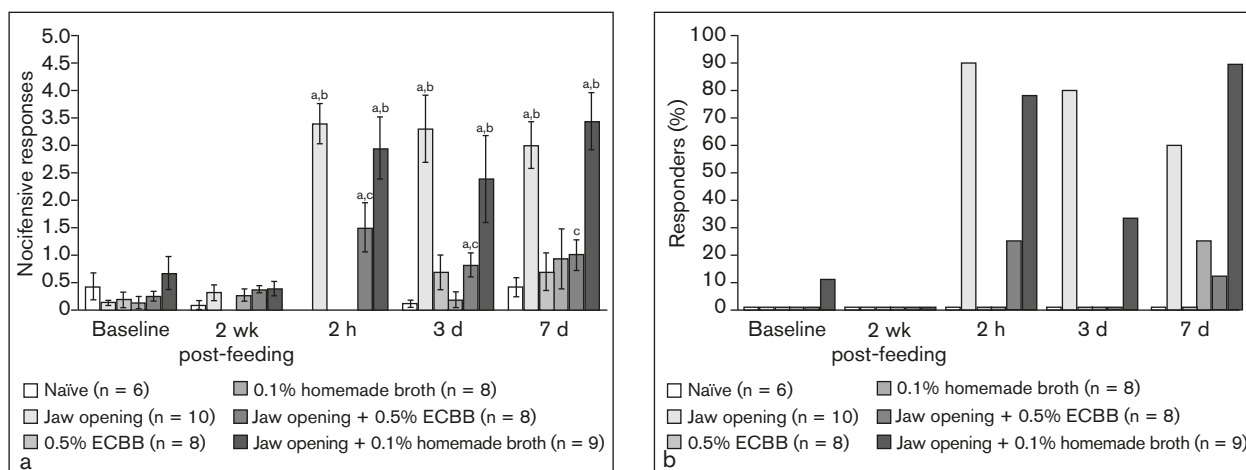 5.0
4.5
4.0
3.5
3.0
2.5
2.0
1.5
1.0
0.5
0
Nocifensive responses
a,b
a,c
a,b
a,b
a,c
a,b
a,b
c
a,b
Baseline
2 wk
post-feeding
2 h
3 d
7 d
Naïve (n = 6)
Jaw opening (n = 10)
0.5% ECBB (n = 8)
0.1% homemade broth (n = 8)
Jaw opening + 0.5% ECBB (n = 8)
Jaw opening + 0.1% homemade broth (n = 9)
a
100
90
80
70
60
50
40
30
20
10
0
Responders (%)
Baseline
2 wk
post-feeding
2 h
3 d
7 d
Naïve (n = 6)
Jaw opening (n = 10)
0.5% ECBB (n = 8)
0.1% homemade broth (n = 8)
Jaw opening + 0.5% ECBB (n = 8)
Jaw opening + 0.1% homemade broth (n = 9)
b